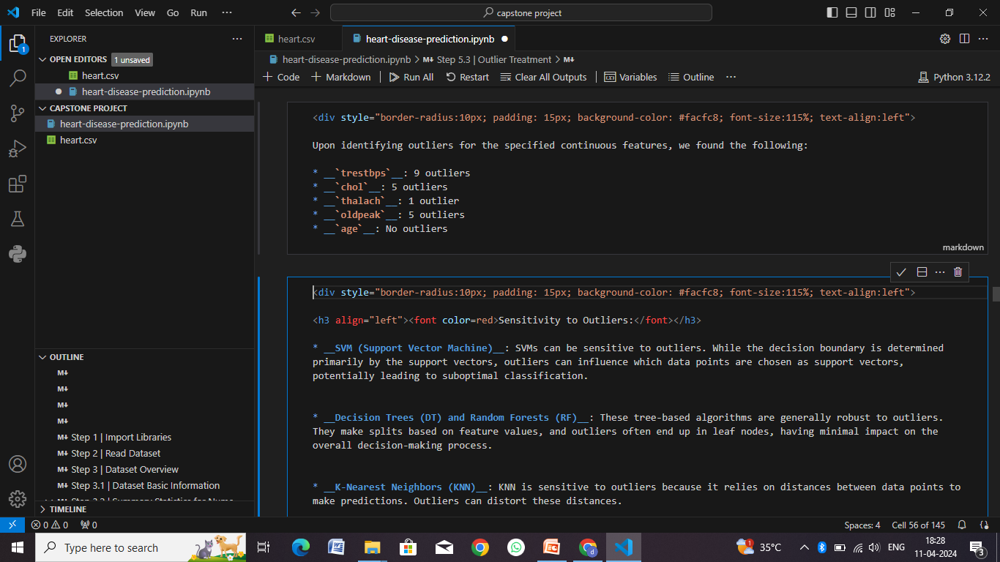 File Edit Selection View Go Run ··· capstone project
EXPLORER ···
OPEN EDITORS 1 unsaved
heart.csv
heart-disease-prediction.ipynb
CAPSTONE PROJECT
heart-disease-prediction.ipynb
heart.csv
OUTLINE
Step 1 | Import Libraries
Step 2 | Read Dataset
Step 3 | Dataset Overview
Step 3.1 | Dataset Basic Information
TIMELINE
heart.csv heart-disease-prediction.ipynb
heart-disease-prediction.ipynb > M↓ Step 5.3 | Outlier Treatment > M↓
+ Code + Markdown | Run All Restart Clear All Outputs | Variables Outline ··· Python 3.12.2
<div style="border-radius:10px; padding: 15px; background-color: #facfc8; font-size:115%; text-align:left">
Upon identifying outliers for the specified continuous features, we found the following:
* __`trestbps`__: 9 outliers
* __`chol`__: 5 outliers
* __`thalach`__: 1 outlier
* __`oldpeak`__: 5 outliers
* __`age`__: No outliers
markdown
<div style="border-radius:10px; padding: 15px; background-color: #facfc8; font-size:115%; text-align:left">
<h3 align="left"><font color=red>Sensitivity to Outliers:</font></h3>
* __SVM (Support Vector Machine)__: SVMs can be sensitive to outliers. While the decision boundary is determined
primarily by the support vectors, outliers can influence which data points are chosen as support vectors,
potentially leading to suboptimal classification.
* __Decision Trees (DT) and Random Forests (RF)__: These tree-based algorithms are generally robust to outliers.
They make splits based on feature values, and outliers often end up in leaf nodes, having minimal impact on the
overall decision-making process.
* __K-Nearest Neighbors (KNN)__: KNN is sensitive to outliers because it relies on distances between data points to
make predictions. Outliers can distort these distances.
0 0 0 Spaces: 4 Cell 56 of 145
Type here to search 35°C ENG 18:28
11-04-2024 3